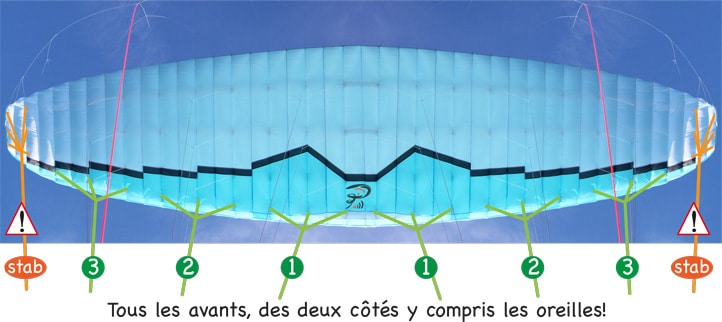 ! !
stab 3 2 1 1 2 3 stab
Tous les avants, des deux côtés y compris les oreilles!